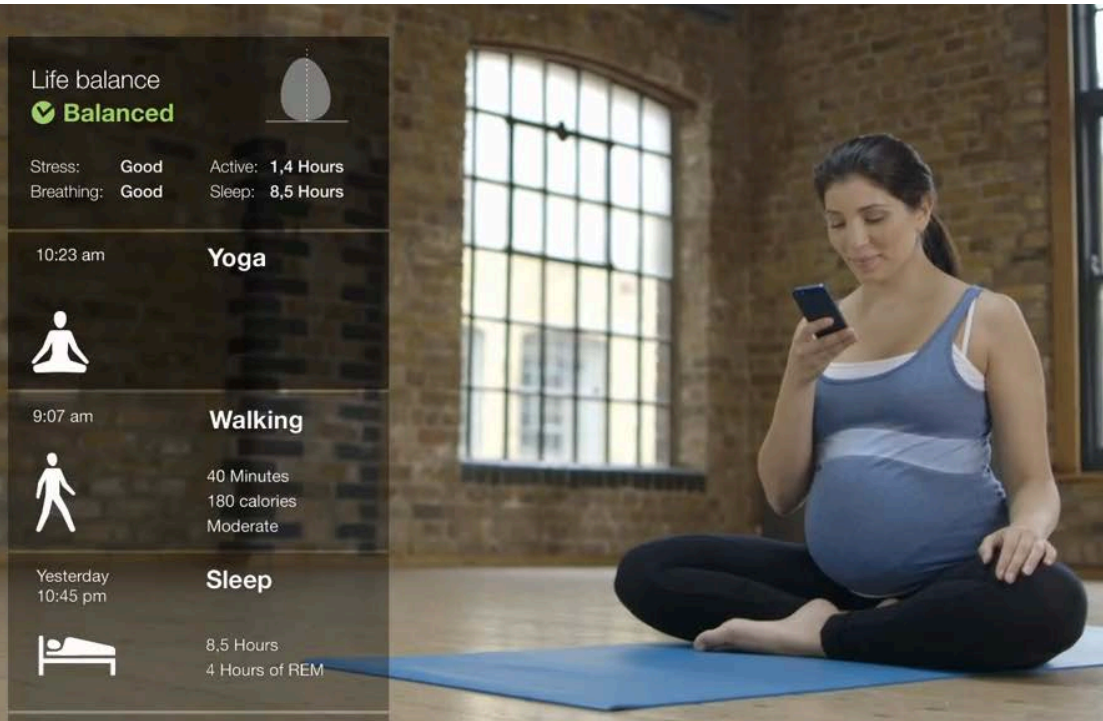 Life balance
Balanced
Stress: Good Active: 1,4 Hours
Breathing: Good Sleep: 8,5 Hours
10:23 am Yoga
9:07 am Walking
40 Minutes
180 calories
Moderate
Yesterday
10:45 pm
Sleep
8,5 Hours
4 Hours of REM